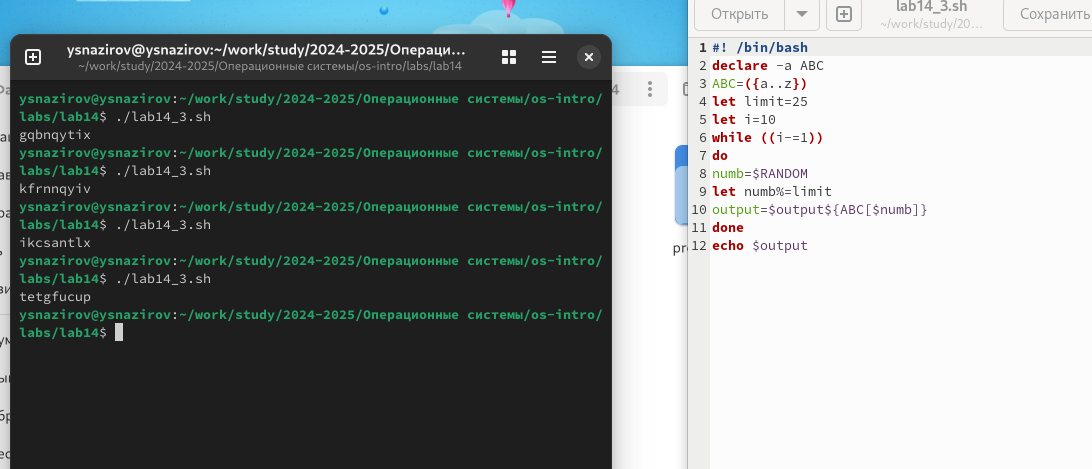 ysnazirov@ysnazirov:~/work/study/2024-2025/Операци...
~/work/study/2024-2025/Операционные системы/os-intro/labs/lab14
ysnazirov@ysnazirov:~/work/study/2024-2025/Операционные системы/os-intro/
labs/lab14$ ./lab14_3.sh
gqbnqytix
ysnazirov@ysnazirov:~/work/study/2024-2025/Операционные системы/os-intro/
labs/lab14$ ./lab14_3.sh
kfrnnqyiv
ysnazirov@ysnazirov:~/work/study/2024-2025/Операционные системы/os-intro/
labs/lab14$ ./lab14_3.sh
ikcsantlx
ysnazirov@ysnazirov:~/work/study/2024-2025/Операционные системы/os-intro/
labs/lab14$ ./lab14_3.sh
tetgfucup
ysnazirov@ysnazirov:~/work/study/2024-2025/Операционные системы/os-intro/
labs/lab14$
Открыть
lab14_3.sh
~/work/study/20...
Сохранить
1 #! /bin/bash
2 declare -a ABC
3 ABC=({a..z})
4 let limit=25
5 let i=10
6 while ((i-=1))
7 do
8 numb=$RANDOM
9 let numb%=limit
10 output=$output${ABC[$numb]}
11 done
12 echo $output